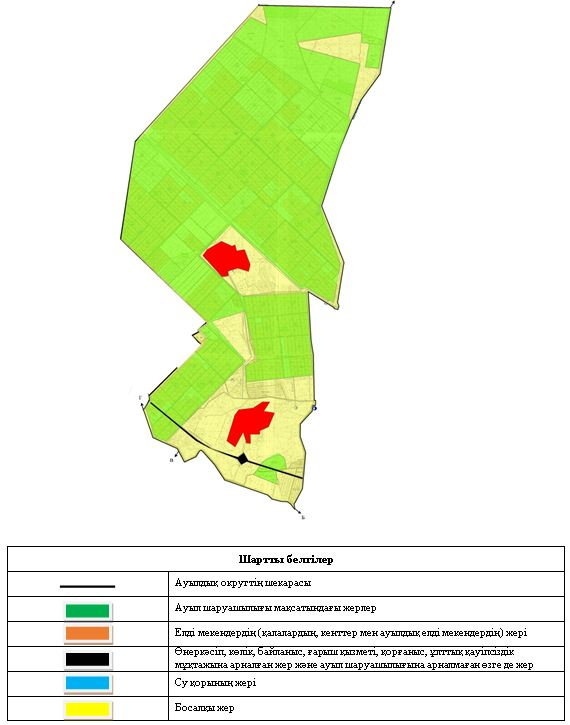 Г
В
Б
Б
Шартты белгілер
Ауылдық округтің шекарасы
Ауыл шаруашылығы мақсатындағы жерлер
Елді мекендердің (қалалардың, кенттер мен ауылдық елді мекендердің) жері
Өнеркәсіп, көлік, байланыс, ғарыш қызметі, қорғаныс, ұлттық қауіпсіздік
мұқтажына арналған жер және ауыл шаруашылығына арналмаған өзге де жер
Су қорының жері
Босалқы жер